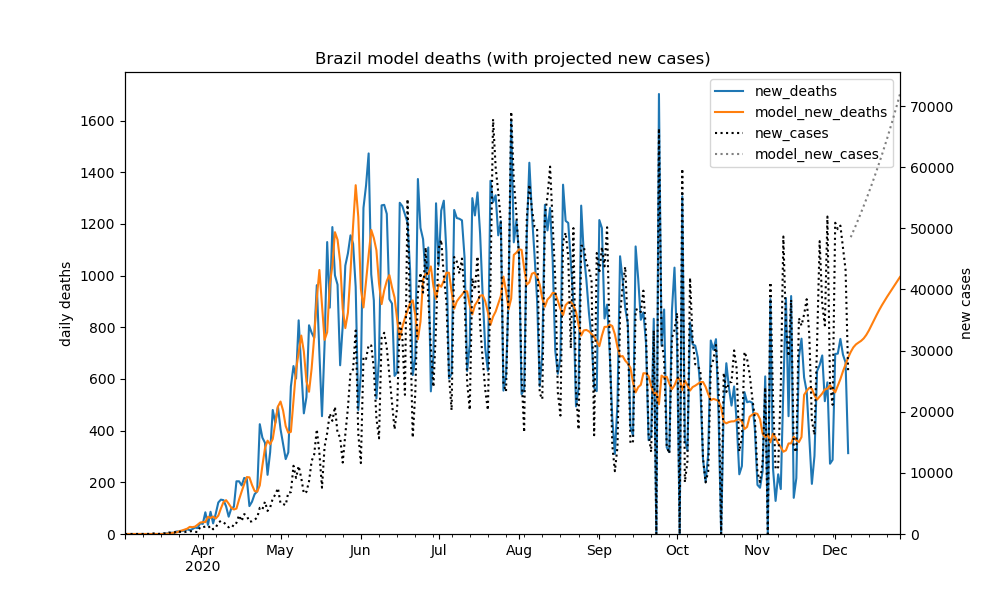 Brazil model deaths (with projected new cases)
new_deaths
model_new_deaths
new_cases
model_new_cases
1600
1400
1200
1000
800
600
400
200
0
daily deaths
70000
60000
50000
40000
30000
20000
10000
0
new cases
Apr May Jun Jul Aug Sep Oct Nov Dec
2020